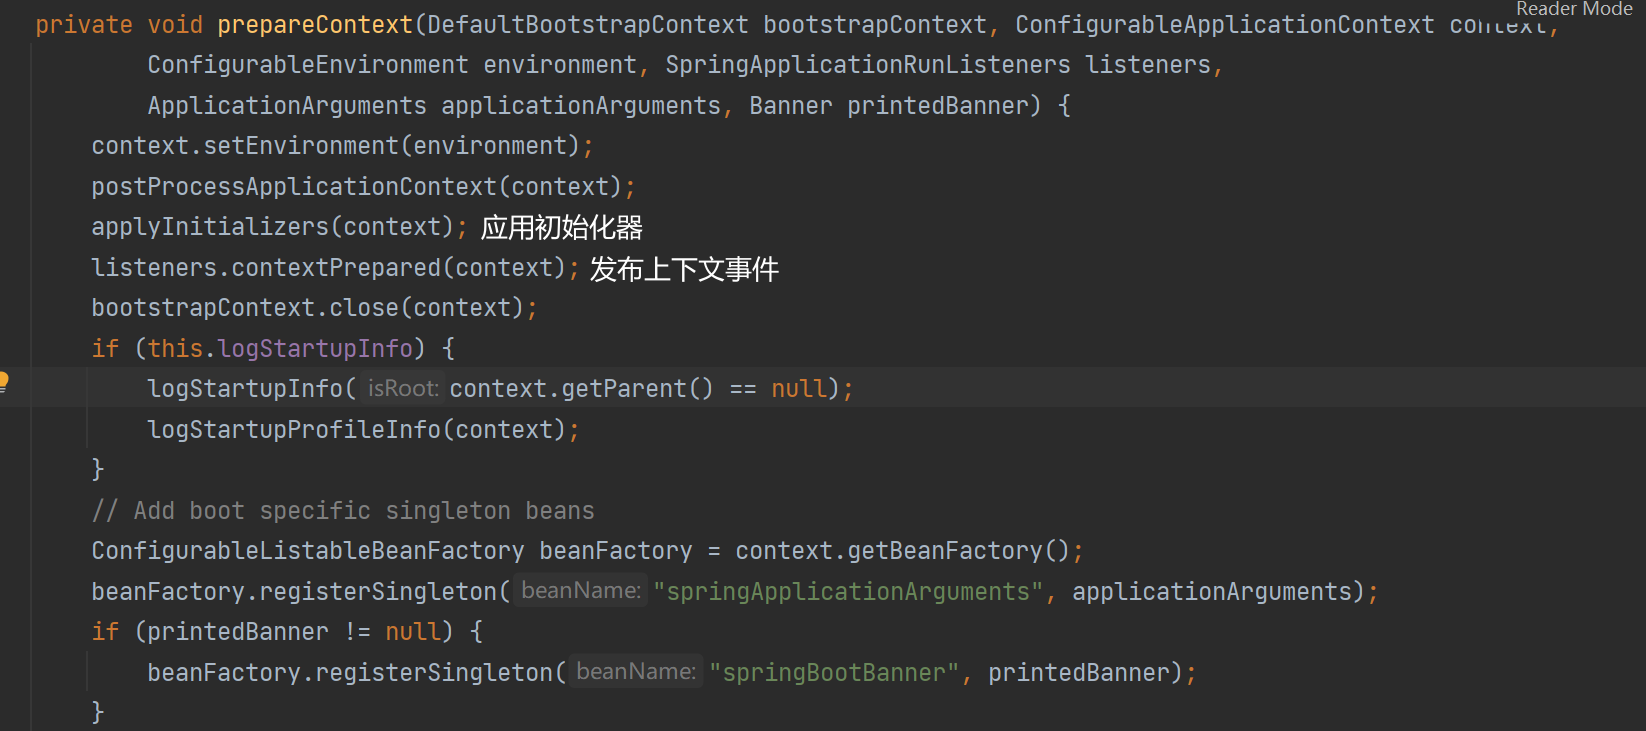 Reader Mode
private void prepareContext(DefaultBootstrapContext bootstrapContext, ConfigurableApplicationContext context,
ConfigurableEnvironment environment, SpringApplicationRunListeners listeners,
ApplicationArguments applicationArguments, Banner printedBanner) {
context.setEnvironment(environment);
postProcessApplicationContext(context);
applyInitializers(context); 应用初始化器
listeners.contextPrepared(context); 发布上下文事件
bootstrapContext.close(context);
if (this.logStartupInfo) {
logStartupInfo( isRoot: context.getParent() == null);
logStartupProfileInfo(context);
}
// Add boot specific singleton beans
ConfigurableListableBeanFactory beanFactory = context.getBeanFactory();
beanFactory.registerSingleton( beanName: "springApplicationArguments", applicationArguments);
if (printedBanner != null) {
beanFactory.registerSingleton( beanName: "springBootBanner", printedBanner);
}